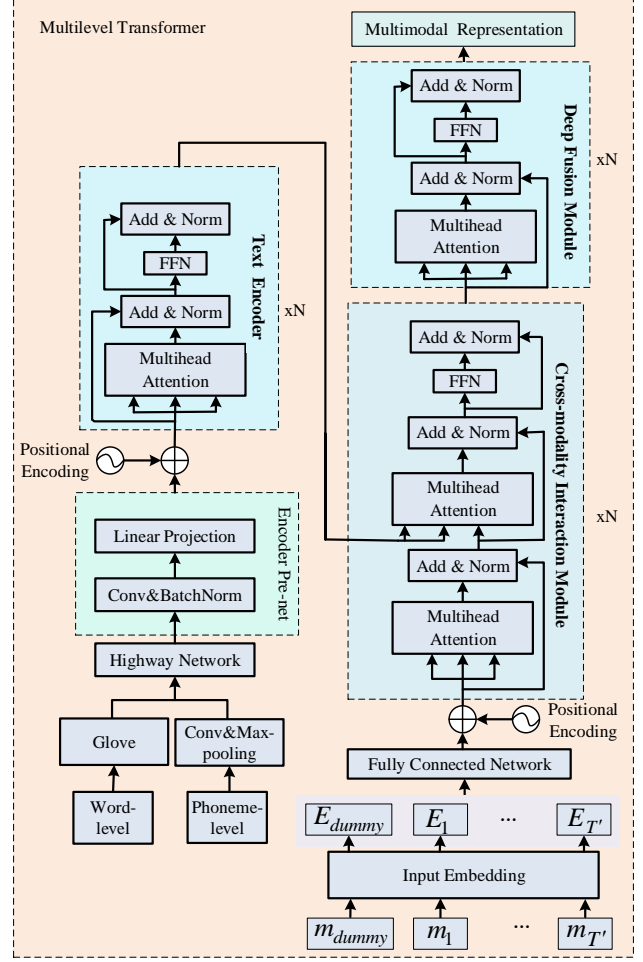 Multilevel Transformer
Multimodal Representation
Add & Norm
FFN
Add & Norm
Multihead
Attention
Deep Fusion Module
xN
Add & Norm
FFN
Add & Norm
Multihead
Attention
Text Encoder
xN
Positional
Encoding
Linear Projection
Conv&BatchNorm
Encoder Pre-net
Highway Network
Glove
Conv&Max-
pooling
Word-
level
Phoneme-
level
Add & Norm
FFN
Add & Norm
Multihead
Attention
Add & Norm
Multihead
Attention
Cross-modality Interaction Module
xN
Positional
Encoding
Fully Connected Network
E_dummy E_1 ... E_T'
Input Embedding
m_dummy m_1 ... m_T'